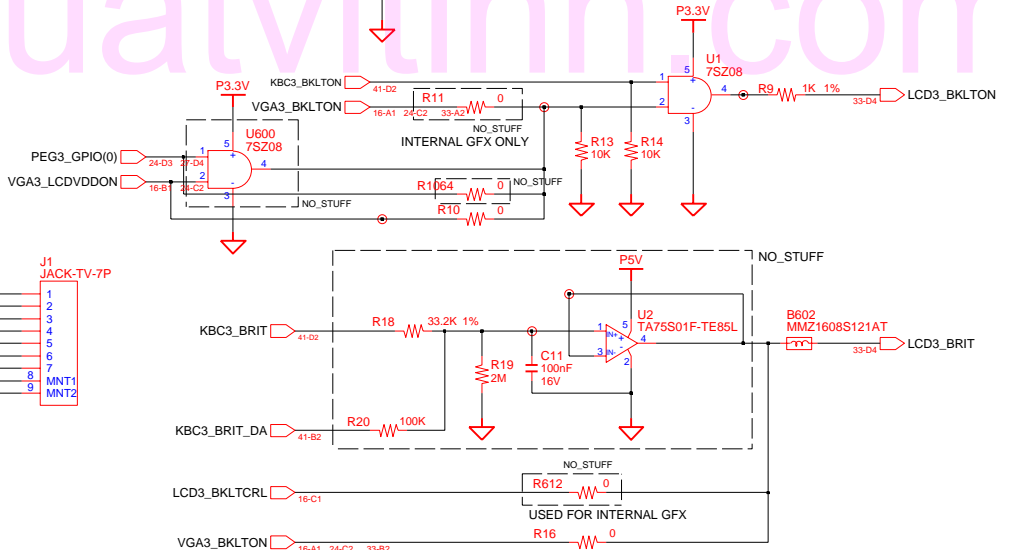 uatvitinh.com
P3.3V
U1
7SZ08
KBC3_BKLTON
41-D2
1
5
+
4
2
-
3
R9
1K 1%
33-D4
LCD3_BKLTON
P3.3V
VGA3_BKLTON
16-A1 24-C2 33-A2
R11
0
NO_STUFF
INTERNAL GFX ONLY
R13
10K
R14
10K
U600
7SZ08
PEG3_GPIO(0)
24-D3 27-D4
1
5
+
4
VGA3_LCDVDDON
16-B1 24-C2
2
-
3
R1064
0
NO_STUFF
NO_STUFF
R10
0
J1
JACK-TV-7P
1
2
3
4
5
6
7
8
MNT1
9
MNT2
NO_STUFF
P5V
U2
TA75S01F-TE85L
B602
MMZ1608S121AT
KBC3_BRIT
41-D2
R18
33.2K 1%
1
IN+
5
+
4
3
IN-
-
2
33-D4
LCD3_BRIT
R19
2M
C11
100nF
16V
KBC3_BRIT_DA
41-B2
R20
100K
NO_STUFF
LCD3_BKLTCRL
16-C1
R612
0
USED FOR INTERNAL GFX
VGA3_BKLTON
16-A1 24-C2 33-B2
R16
0